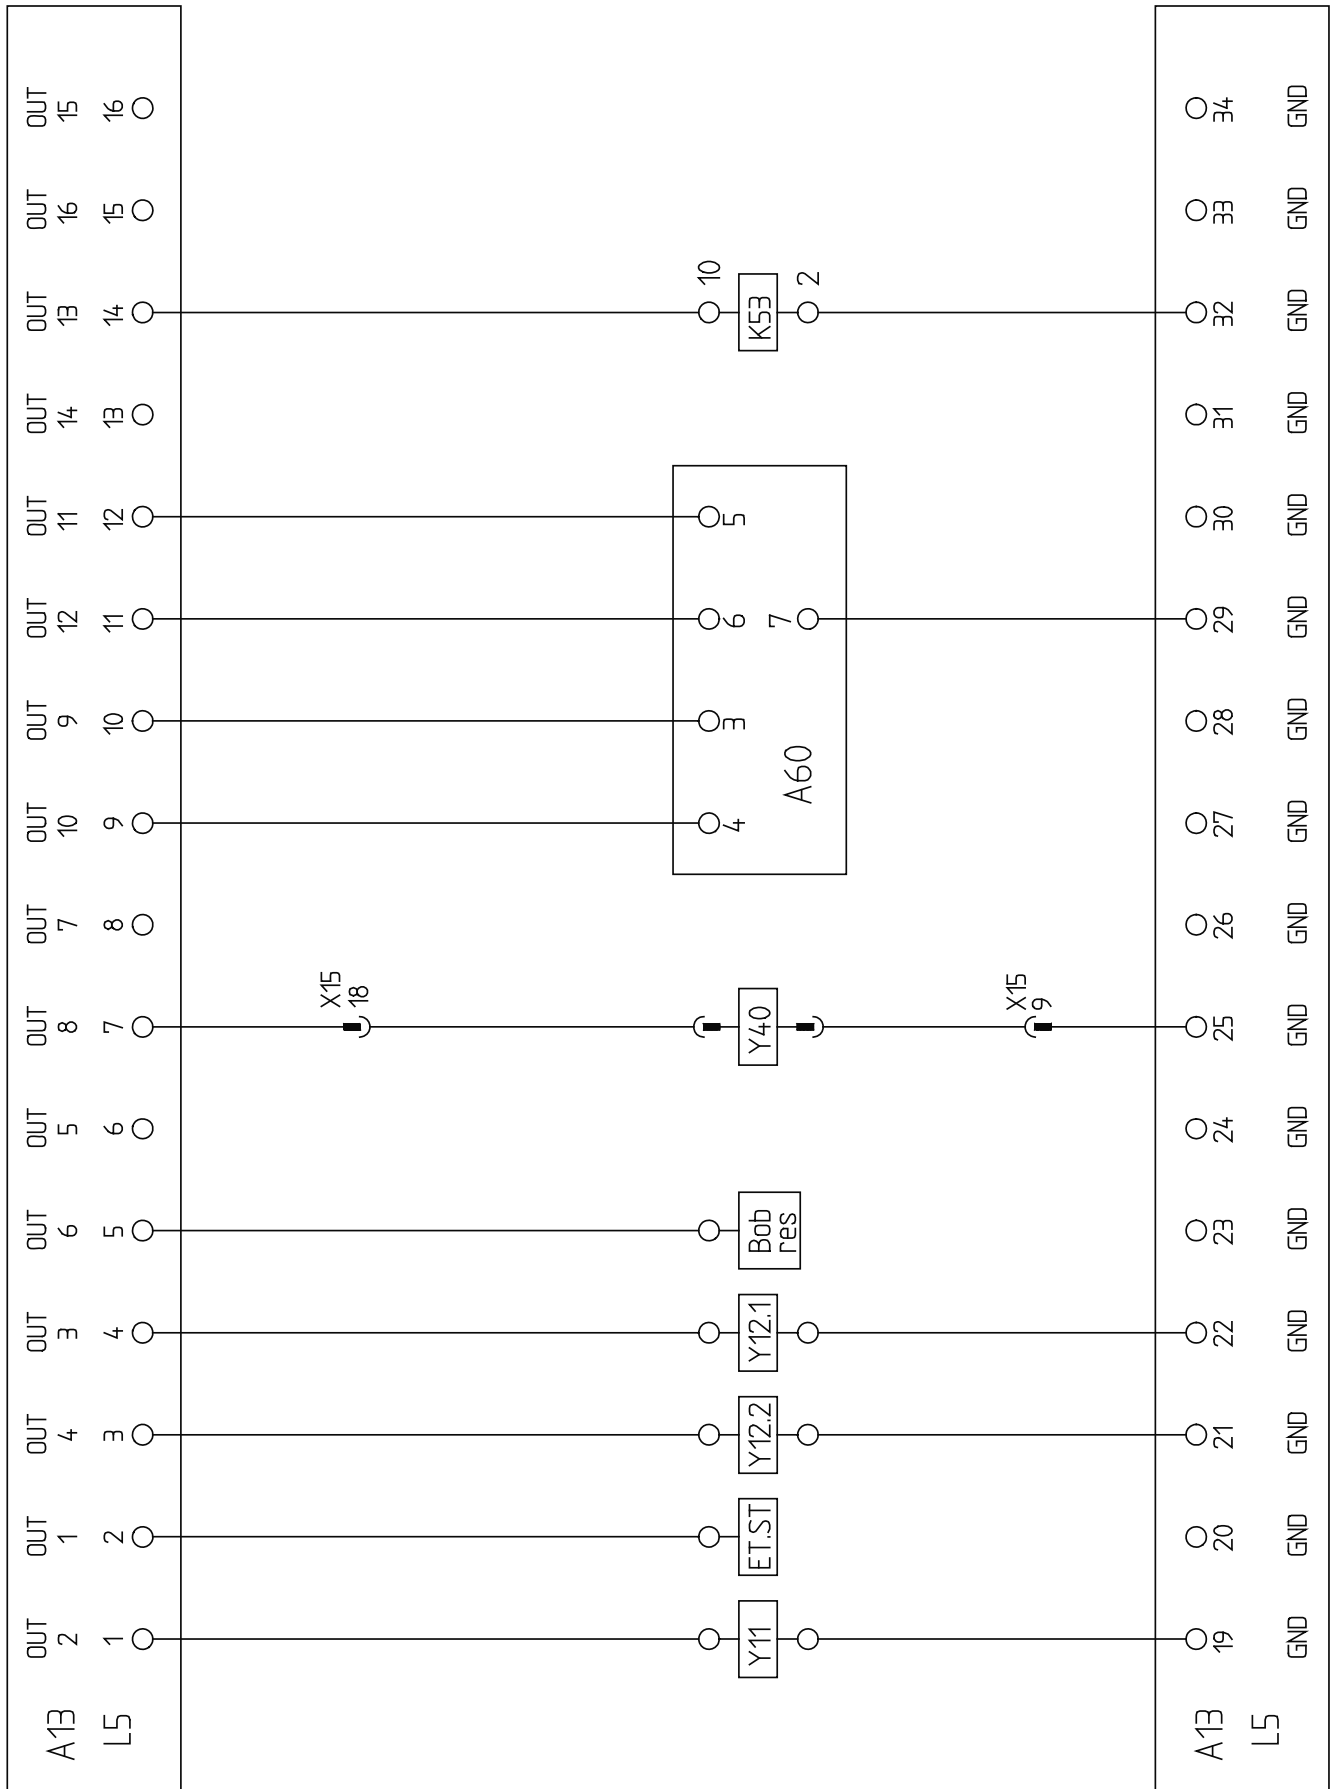 OUT OUT OUT OUT OUT OUT OUT OUT OUT OUT OUT OUT OUT OUT OUT OUT
A13 2 1 4 3 6 5 8 7 10 9 12 11 14 13 16 15
L5 1 2 3 4 5 6 7 8 9 10 11 12 13 14 15 16
X15
18
10
4 3 6 5
Y11 ET.ST Y12.2 Y12.1 Bob Y40 K53
res
7
A60
2
X15
9
A13 19 20 21 22 23 24 25 26 27 28 29 30 31 32 33 34
L5
GND GND GND GND GND GND GND GND GND GND GND GND GND GND GND GND